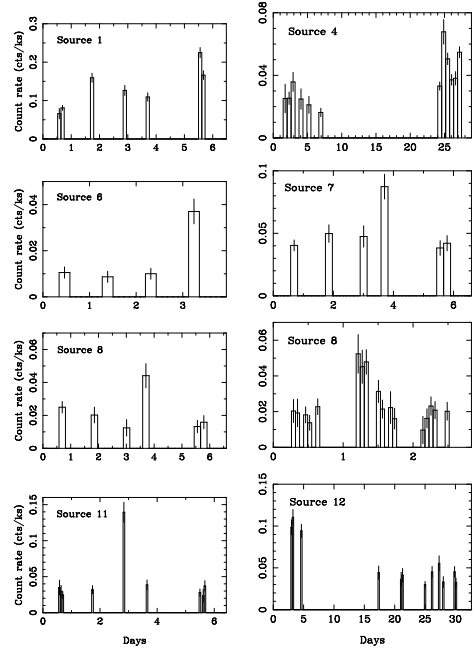 Source 1
Count rate (cts/ks)
0 0.1 0.2 0.3
1 2 3 4 5 6
Source 4
0 0.04 0.08
0 5 10 15 20 25
Source 6
Count rate (cts/ks)
0 0.02 0.04
0 1 2 3
Source 7
0 0.05 0.1
0 2 4 6
Source 8
Count rate (cts/ks)
0 0.02 0.04 0.06
0 1 2 3 4 5 6
Source 8
0 0.02 0.04 0.06
1 2
Source 11
Count rate (cts/ks)
0 0.05 0.1 0.15
0 1 2 3 4 5 6
Days
Source 12
0 0.05 0.1 0.15
0 5 10 15 20 25 30
Days